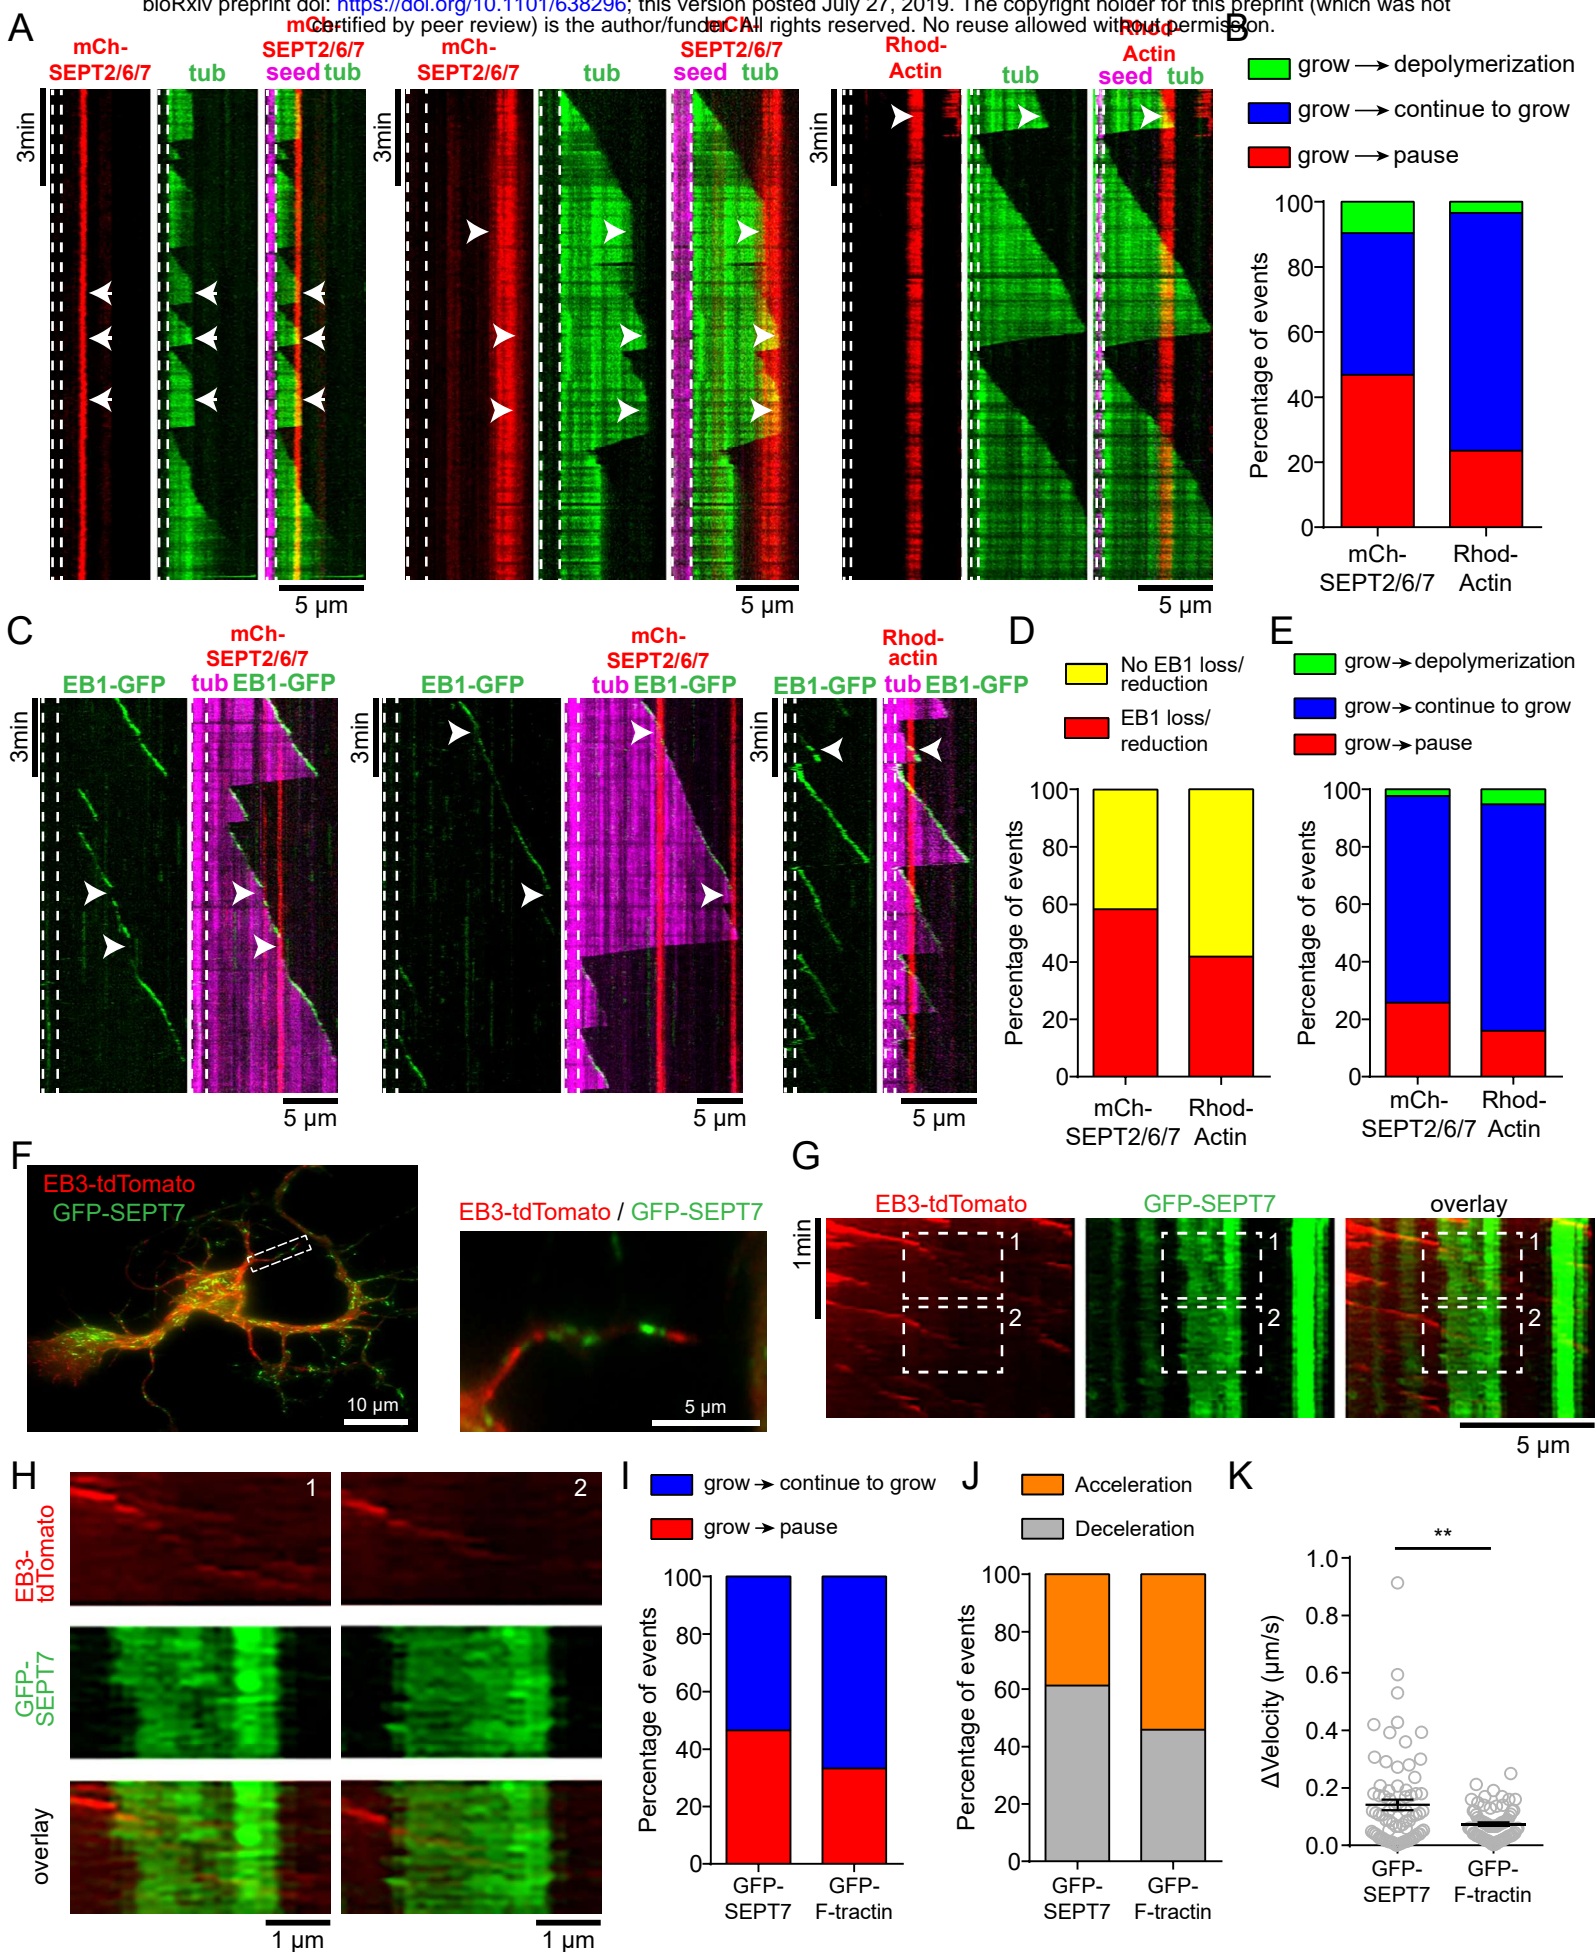 bioRxiv preprint doi: https://doi.org/10.1101/638296; this version posted July 27, 2019. The copyright holder for this preprint (which was not
certified by peer review) is the author/funder. All rights reserved. No reuse allowed without permission.
A
mCh-
SEPT2/6/7
tub
mCh-
SEPT2/6/7
seed tub
mCh-
SEPT2/6/7
tub
mCh-
SEPT2/6/7
seed tub
Rhod-
Actin
tub
Rhod-
Actin
seed tub
3min
3min
3min
5 µm
5 µm
5 µm
B
grow → depolymerization
grow → continue to grow
grow → pause
Percentage of events
100
80
60
40
20
0
mCh-
SEPT2/6/7
Rhod-
Actin
C
EB1-GFP
mCh-
SEPT2/6/7
tub EB1-GFP
EB1-GFP
mCh-
SEPT2/6/7
tub EB1-GFP
EB1-GFP
Rhod-
actin
tub EB1-GFP
3min
3min
3min
5 µm
5 µm
5 µm
D
No EB1 loss/
reduction
EB1 loss/
reduction
Percentage of events
100
80
60
40
20
0
mCh-
SEPT2/6/7
Rhod-
Actin
E
grow → depolymerization
grow → continue to grow
grow → pause
Percentage of events
100
80
60
40
20
0
mCh-
SEPT2/6/7
Rhod-
Actin
F
EB3-tdTomato
GFP-SEPT7
10 µm
EB3-tdTomato / GFP-SEPT7
5 µm
G
EB3-tdTomato
GFP-SEPT7
overlay
1min
1
2
1
2
1
2
5 µm
H
EB3-
tdTomato
GFP-
SEPT7
overlay
1
2
1 µm
1 µm
I
grow → continue to grow
grow → pause
Percentage of events
100
80
60
40
20
0
GFP-
SEPT7
GFP-
F-tractin
J
Acceleration
Deceleration
Percentage of events
100
80
60
40
20
0
GFP-
SEPT7
GFP-
F-tractin
K
**
ΔVelocity (µm/s)
1.0
0.8
0.6
0.4
0.2
0.0
GFP-
SEPT7
GFP-
F-tractin